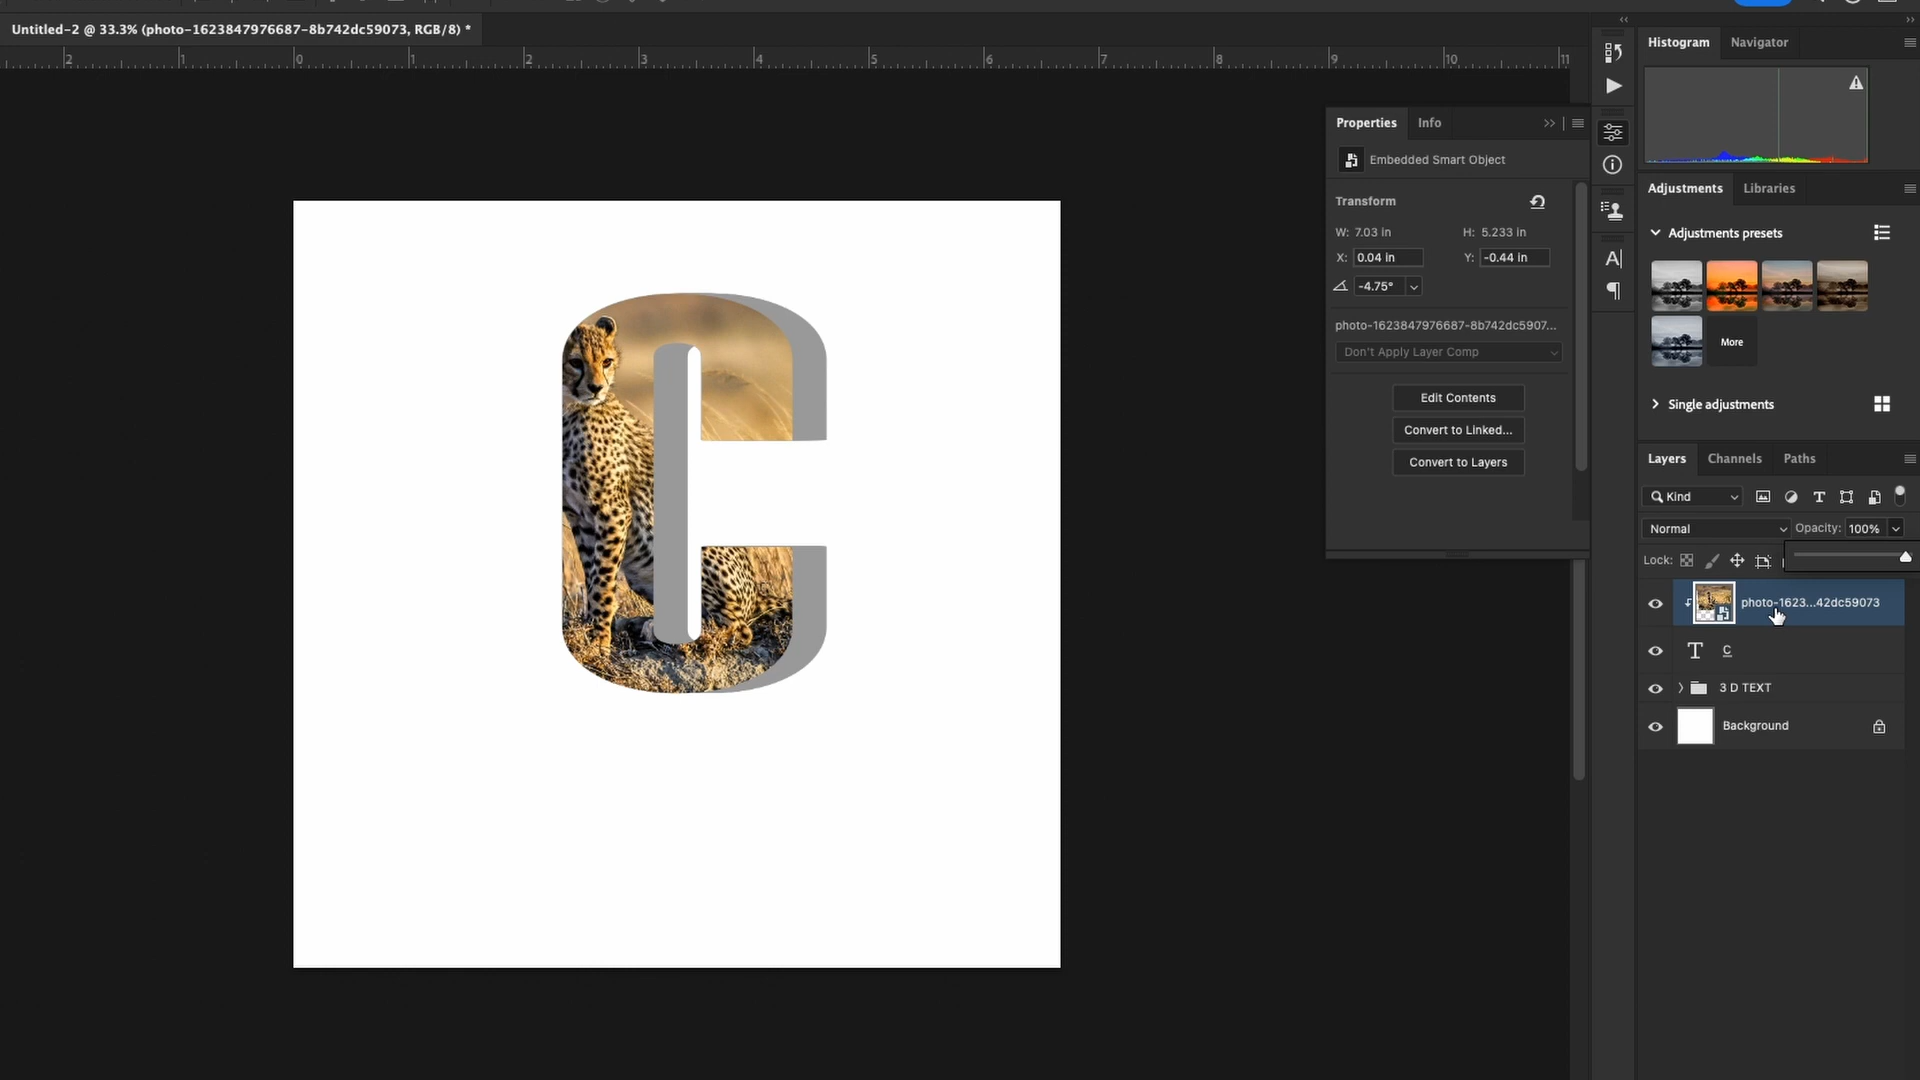 Untitled-2 @ 33.3% (photo-1623847976687-8b742dc59073, RGB/8) *
2 1 0 1 2 3 4 5 6 7 8 9 10 11
Histogram Navigator
Properties Info
Embedded Smart Object
Transform
W: 7.03 in H: 5.233 in
X: 0.04 in Y: -0.44 in
-4.75°
photo-1623847976687-8b742dc5907...
Don't Apply Layer Comp
Edit Contents
Convert to Linked...
Convert to Layers
Adjustments Libraries
Adjustments presets
More
Single adjustments
Layers Channels Paths
Kind
Normal Opacity: 100%
Lock:
photo-1623...42dc59073
T C
3 D TEXT
Background
C